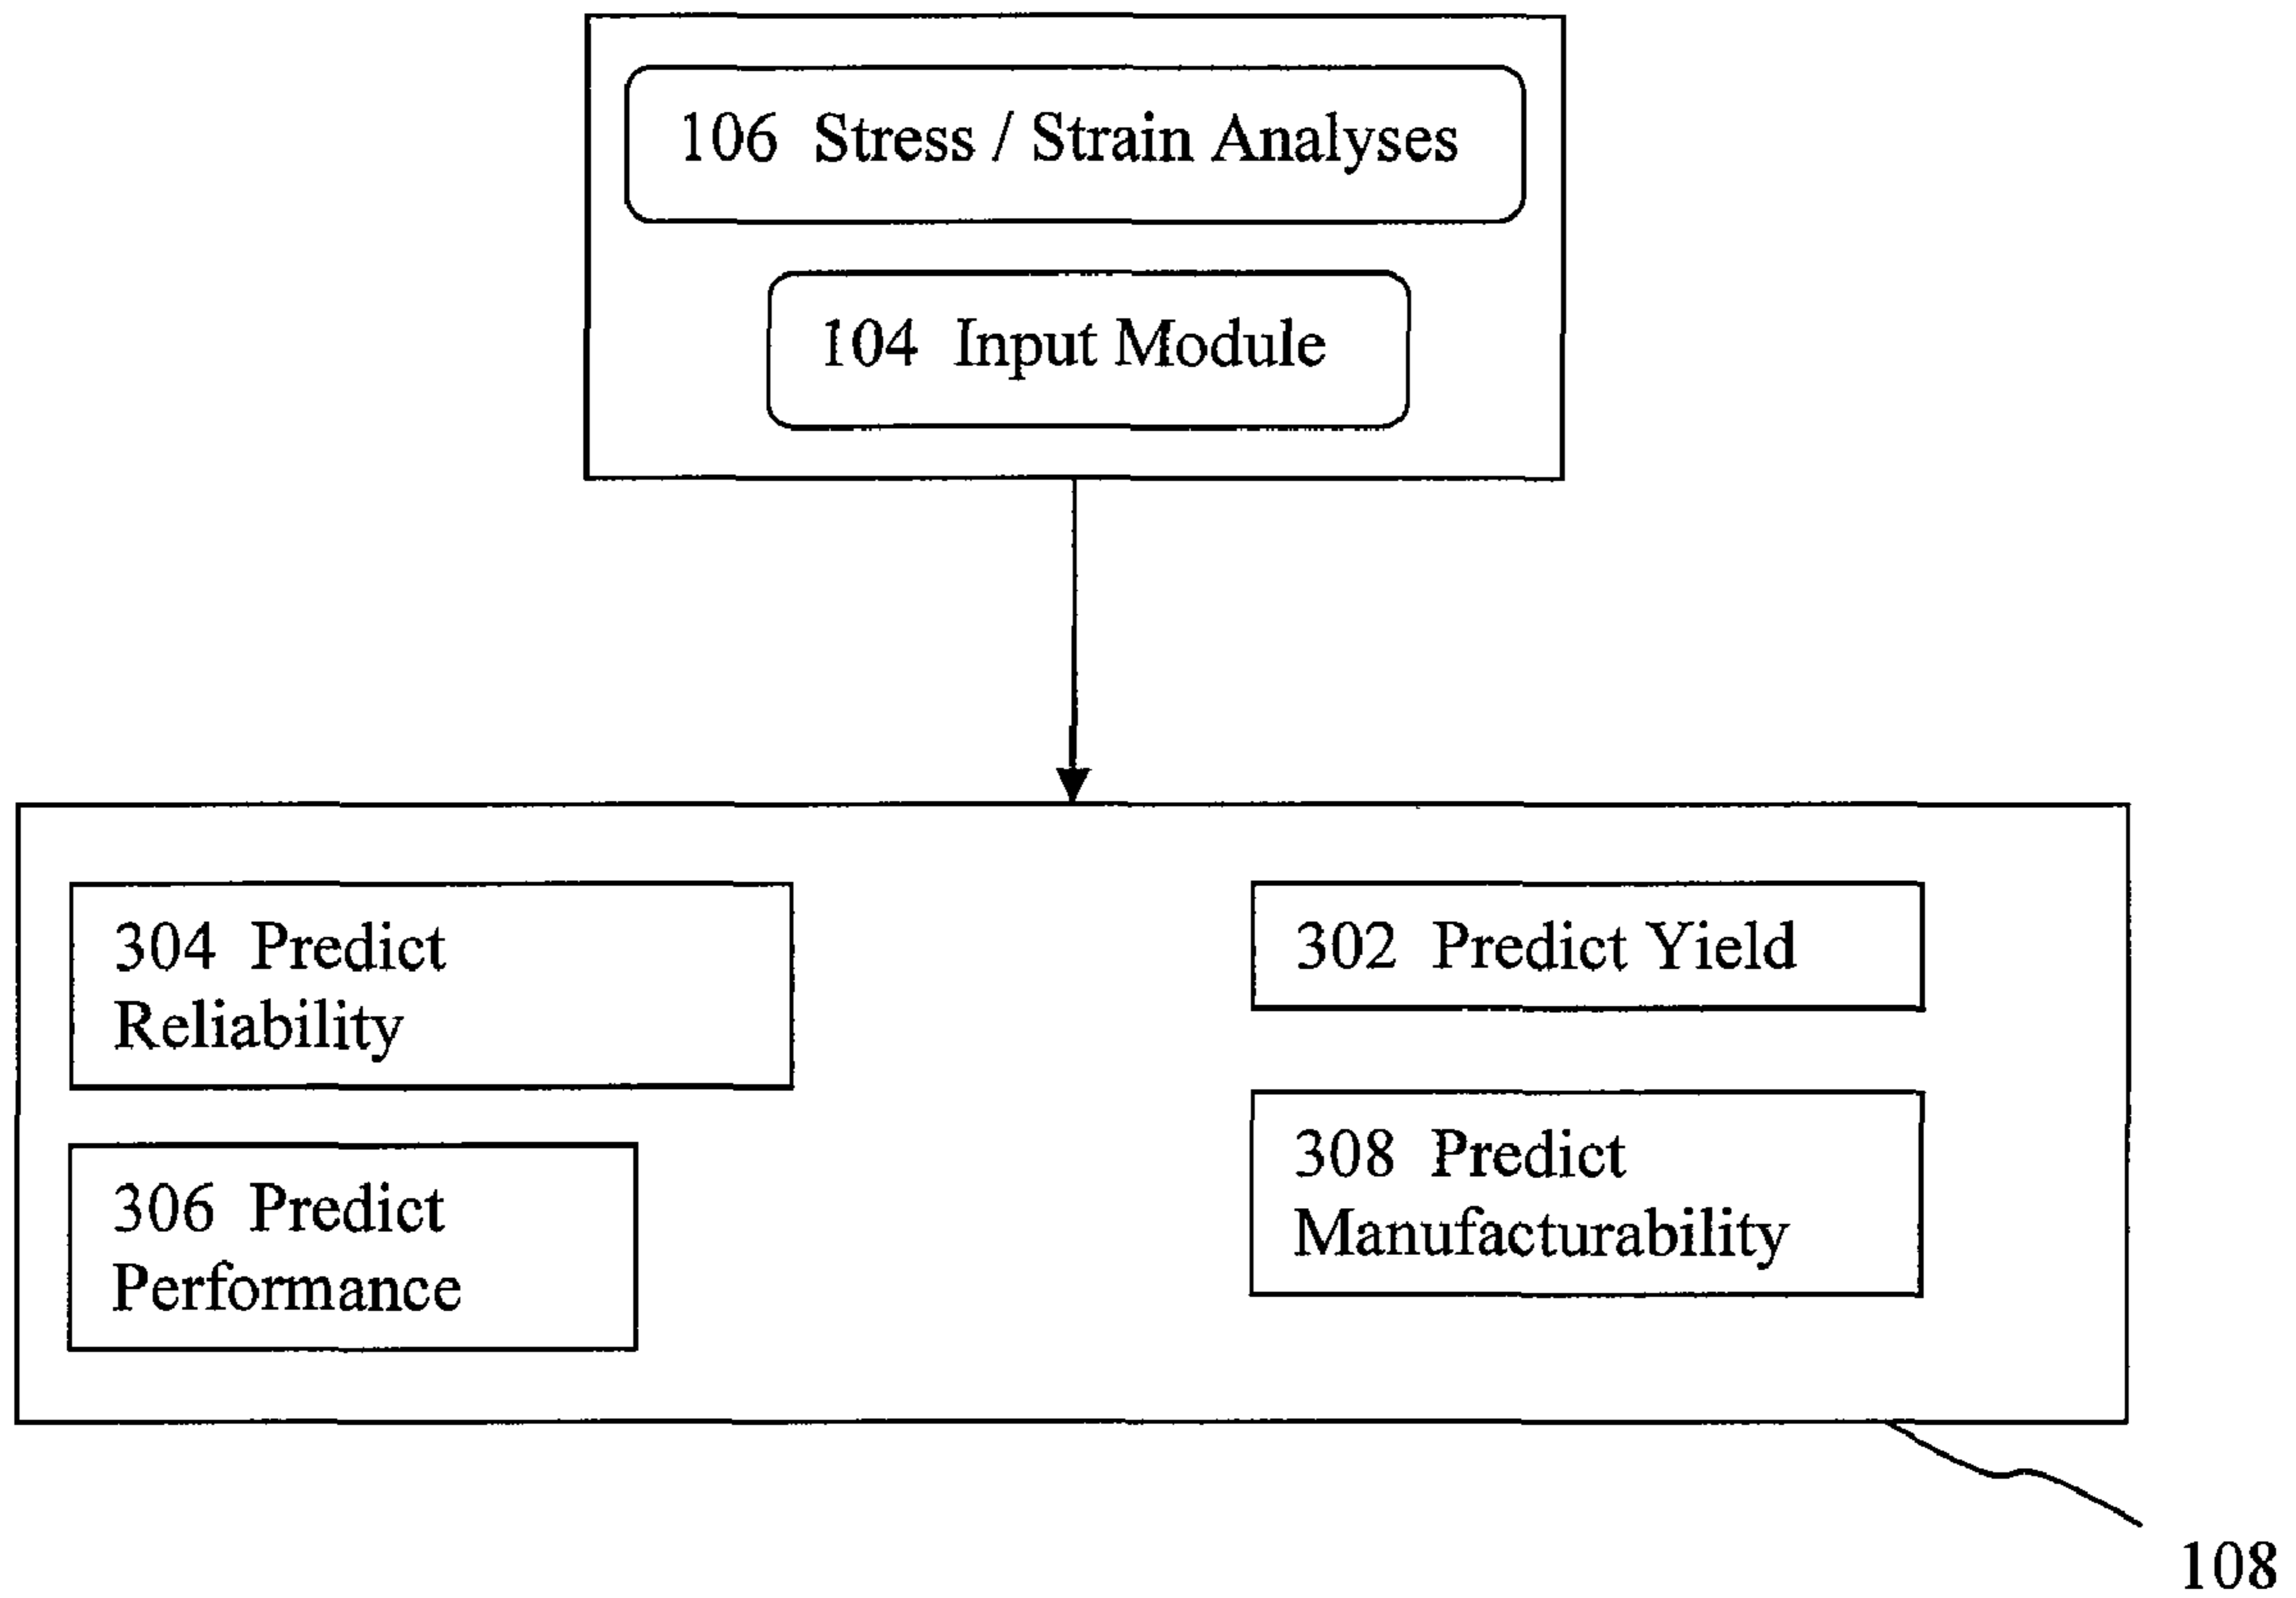 106 Stress / Strain Analyses
104 Input Module
304 Predict
Reliability
302 Predict Yield
306 Predict
Performance
308 Predict
Manufacturability
108